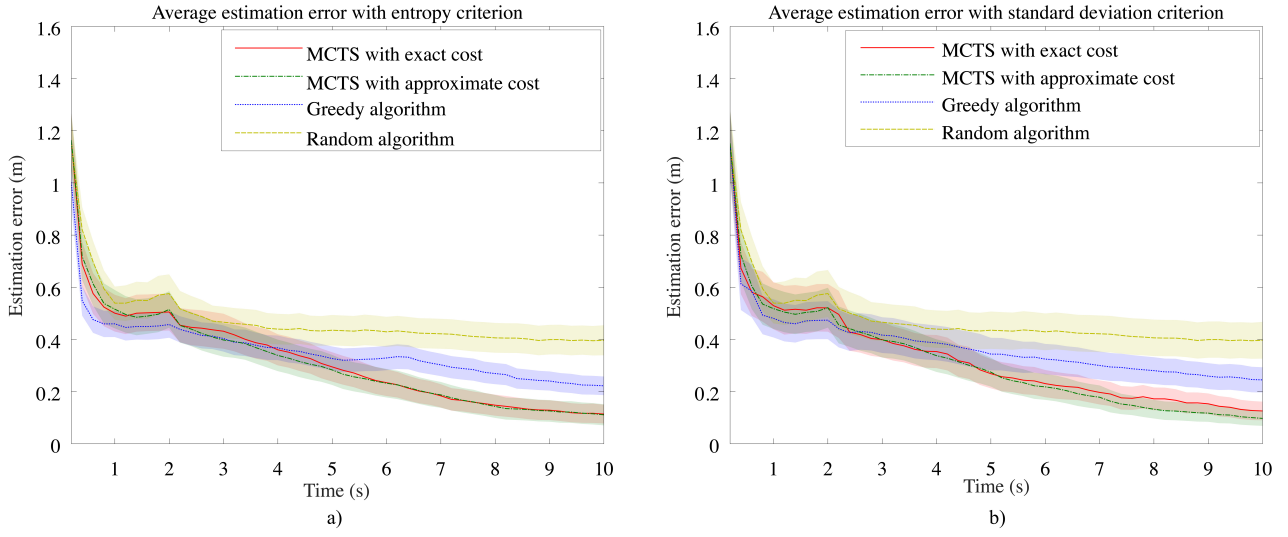 Average estimation error with entropy criterion
1.6
1.4
1.2
1
0.8
0.6
0.4
0.2
0
Estimation error (m)
MCTS with exact cost
MCTS with approximate cost
Greedy algorithm
Random algorithm
1 2 3 4 5 6 7 8 9 10
Time (s)
a)
Average estimation error with standard deviation criterion
1.6
1.4
1.2
1
0.8
0.6
0.4
0.2
0
Estimation error (m)
MCTS with exact cost
MCTS with approximate cost
Greedy algorithm
Random algorithm
1 2 3 4 5 6 7 8 9 10
Time (s)
b)